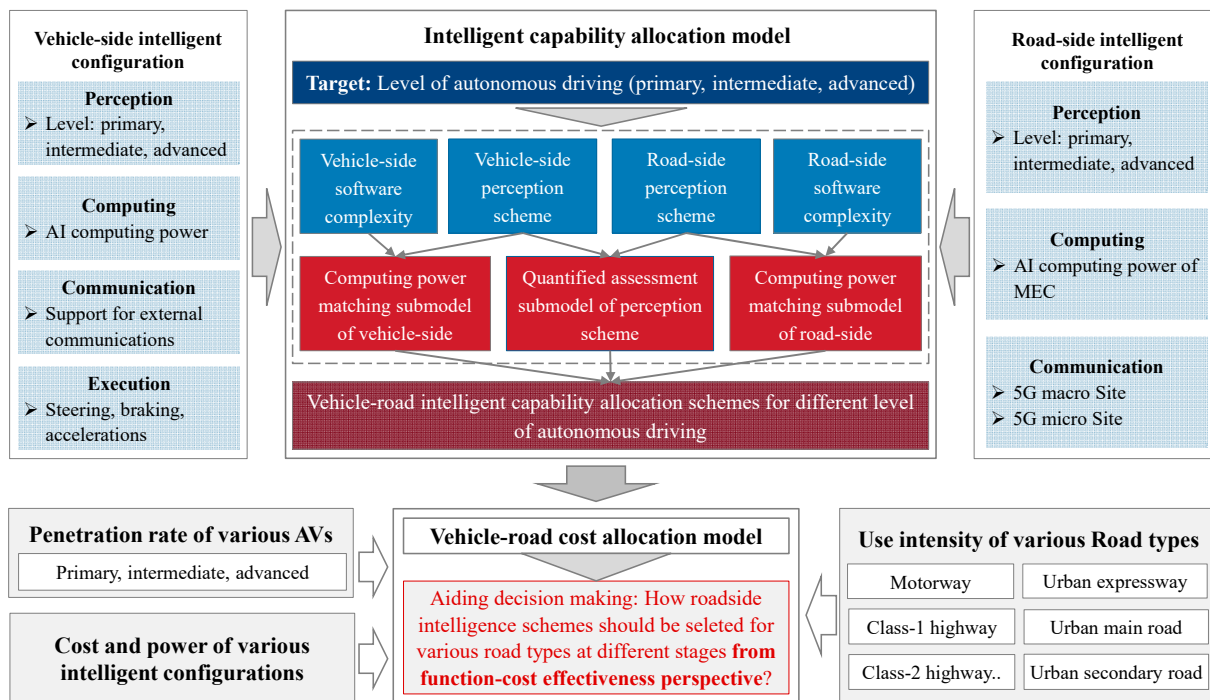 Vehicle-side intelligent
configuration
Perception
➢ Level: primary,
intermediate, advanced
Computing
➢ AI computing power
Communication
➢ Support for external
communications
Execution
➢ Steering, braking,
accelerations
Intelligent capability allocation model
Target: Level of autonomous driving (primary, intermediate, advanced)
Vehicle-side
software
complexity
Vehicle-side
perception
scheme
Road-side
perception
scheme
Road-side
software
complexity
Computing power
matching submodel
of vehicle-side
Quantified assessment
submodel of perception
scheme
Computing power
matching submodel
of road-side
Vehicle-road intelligent capability allocation schemes for different level
of autonomous driving
Road-side intelligent
configuration
Perception
➢ Level: primary,
intermediate, advanced
Computing
➢ AI computing power of
MEC
Communication
➢ 5G macro Site
➢ 5G micro Site
Penetration rate of various AVs
Primary, intermediate, advanced
Cost and power of various
intelligent configurations
Vehicle-road cost allocation model
Aiding decision making: How roadside
intelligence schemes should be seleted for
various road types at different stages from
function-cost effectiveness perspective?
Use intensity of various Road types
Motorway
Urban expressway
Class-1 highway
Urban main road
Class-2 highway..
Urban secondary road